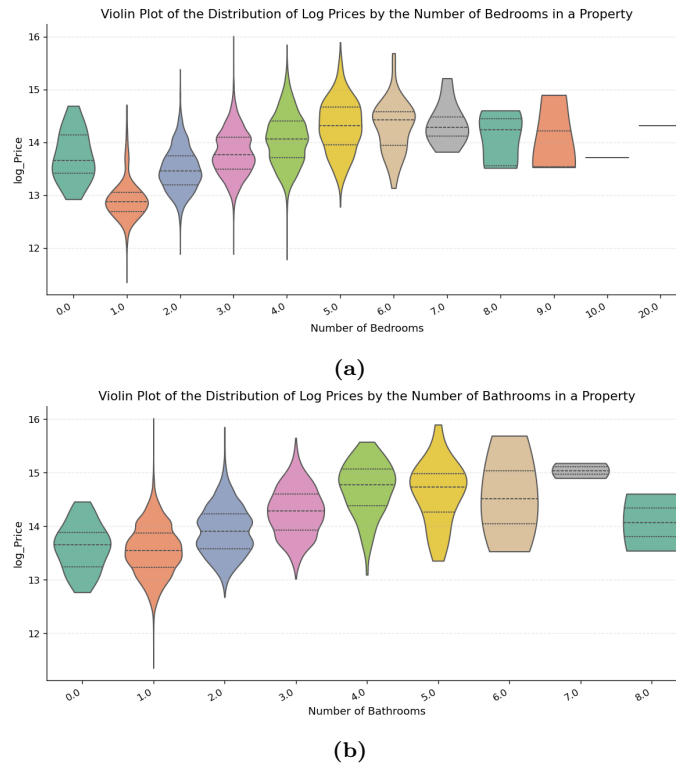 Violin Plot of the Distribution of Log Prices by the Number of Bedrooms in a Property
16
15
14
13
12
log_Price
0.0 1.0 2.0 3.0 4.0 5.0 6.0 7.0 8.0 9.0 10.0 20.0
Number of Bedrooms
(a)
Violin Plot of the Distribution of Log Prices by the Number of Bathrooms in a Property
16
15
14
13
12
log_Price
0.0 1.0 2.0 3.0 4.0 5.0 6.0 7.0 8.0
Number of Bathrooms
(b)